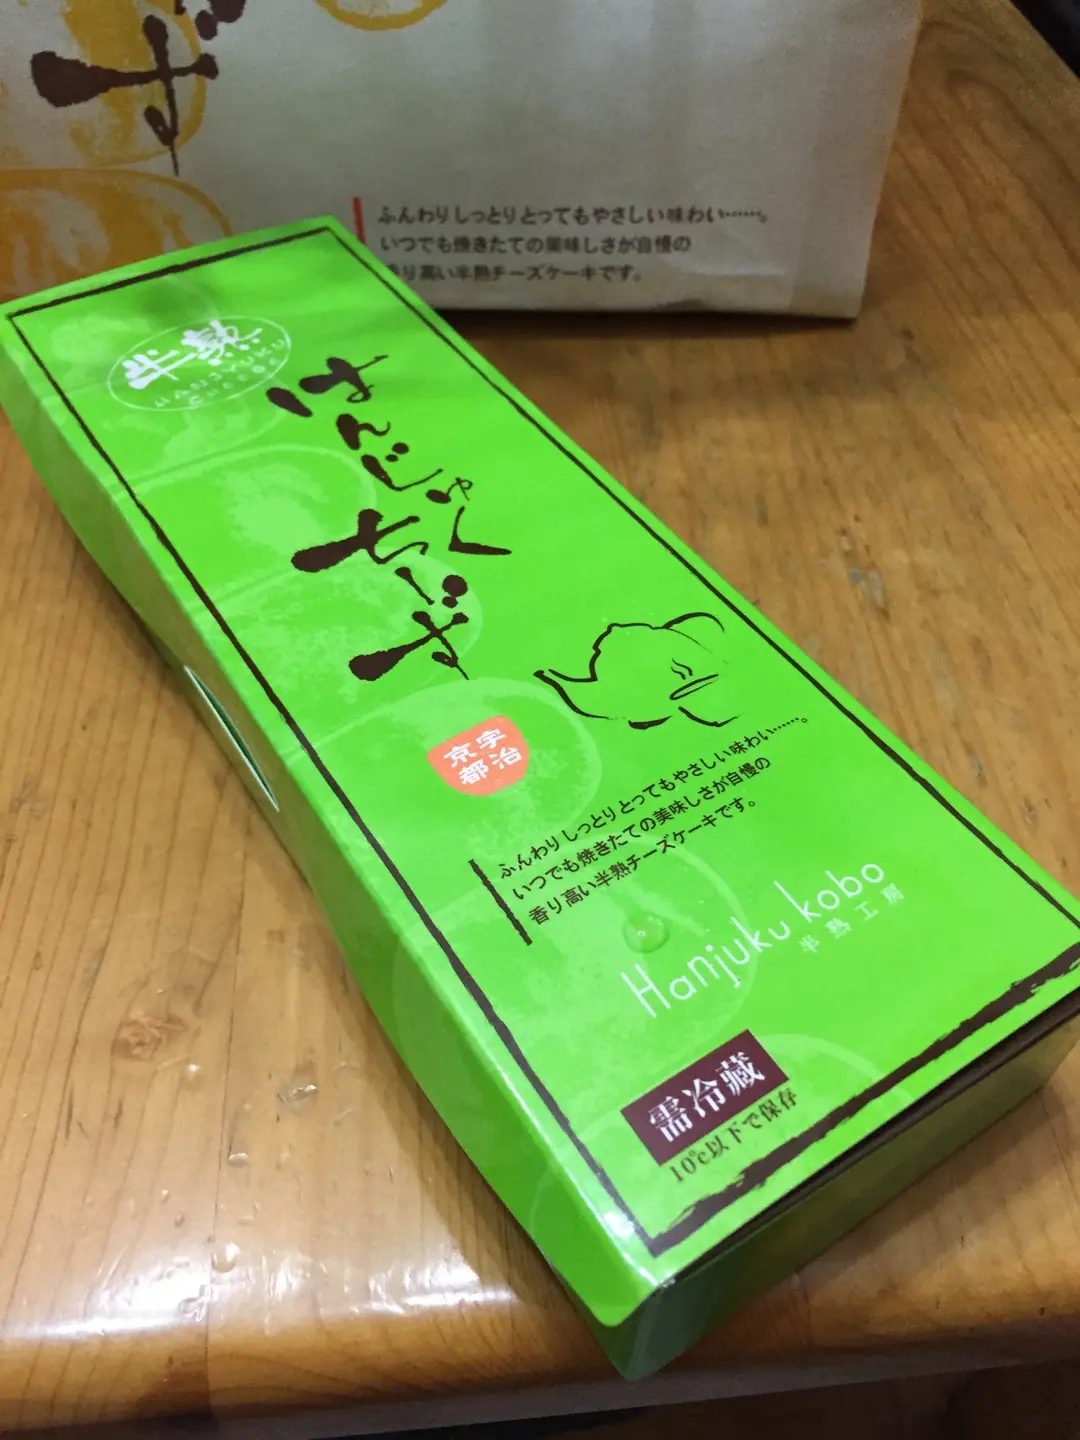 ず
ふんわりしっとりとってもやさしい味わい……。
いつでも焼きたての美味しさが自慢の
香り高い半熟チーズケーキです。
半熟
HANJYUKU
CHEESE
はんじゅく
ちーず
宇治
京都
ふんわりしっとりとってもやさしい味わい……。
いつでも焼きたての美味しさが自慢の
香り高い半熟チーズケーキです。
Hanjuku kobo
半熟工房
需冷藏
10℃以下で保存